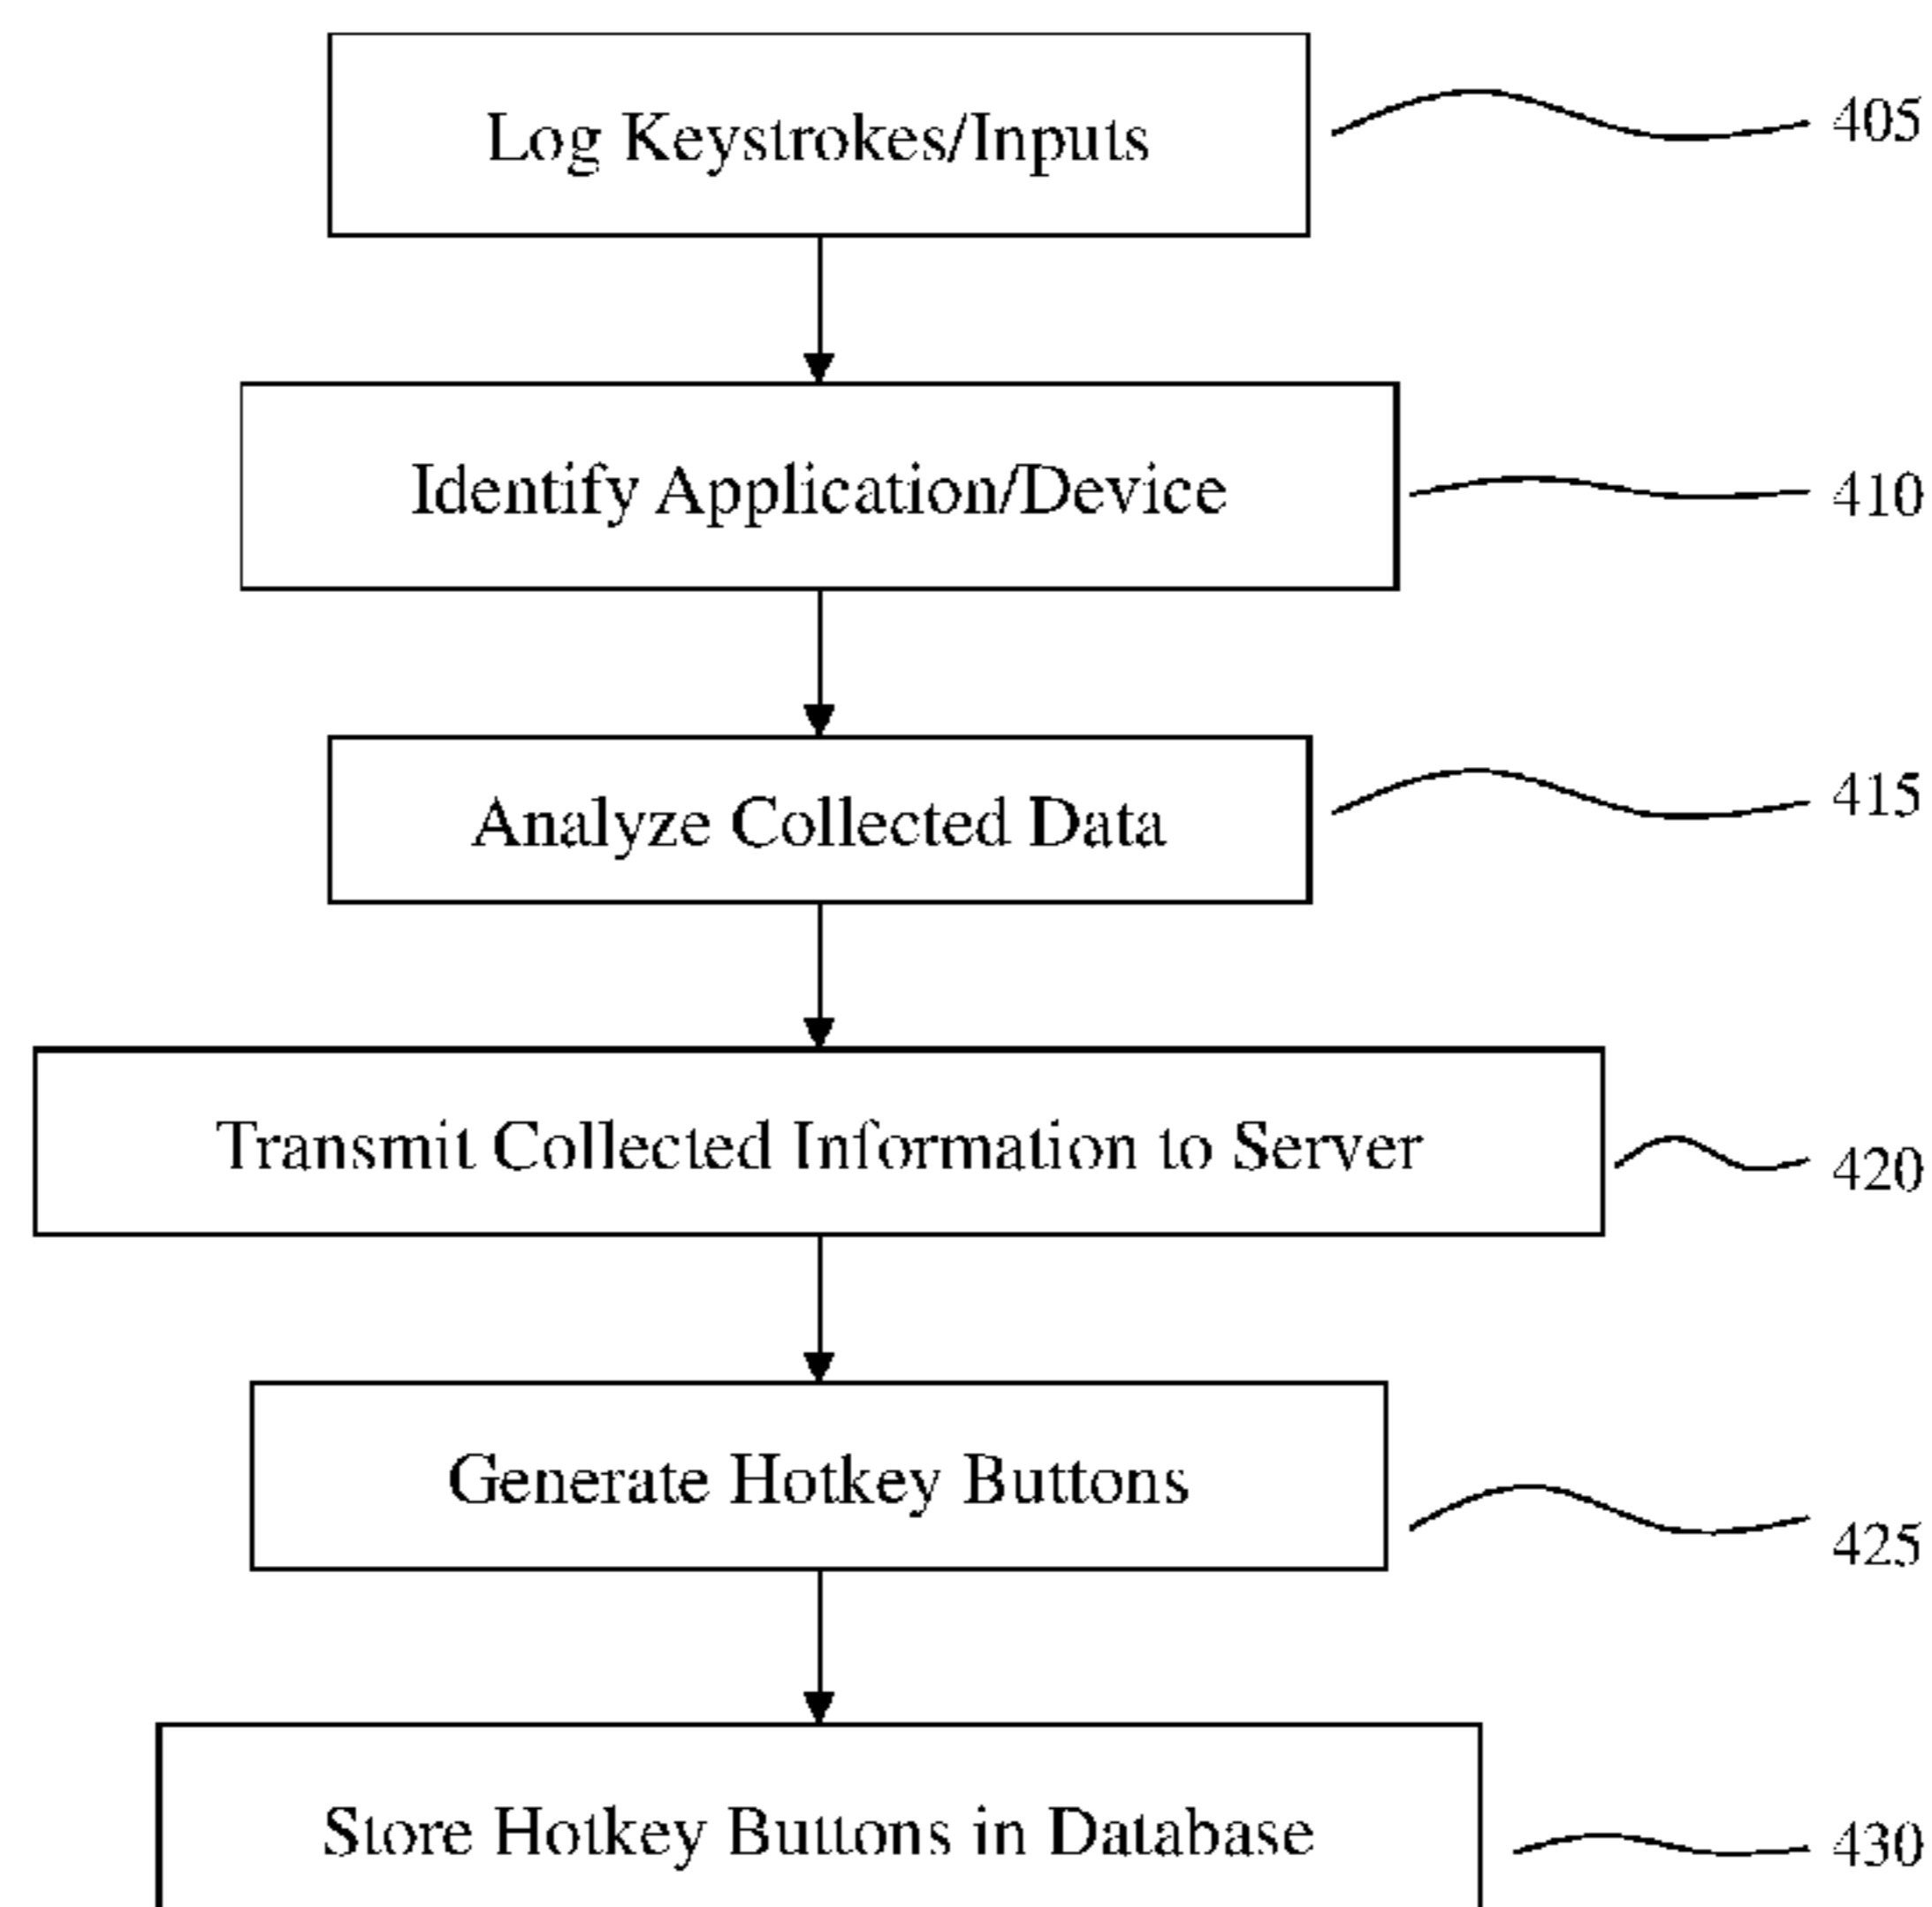 Log Keystrokes/Inputs
405
Identify Application/Device
410
Analyze Collected Data
415
Transmit Collected Information to Server
420
Generate Hotkey Buttons
425
Store Hotkey Buttons in Database
430